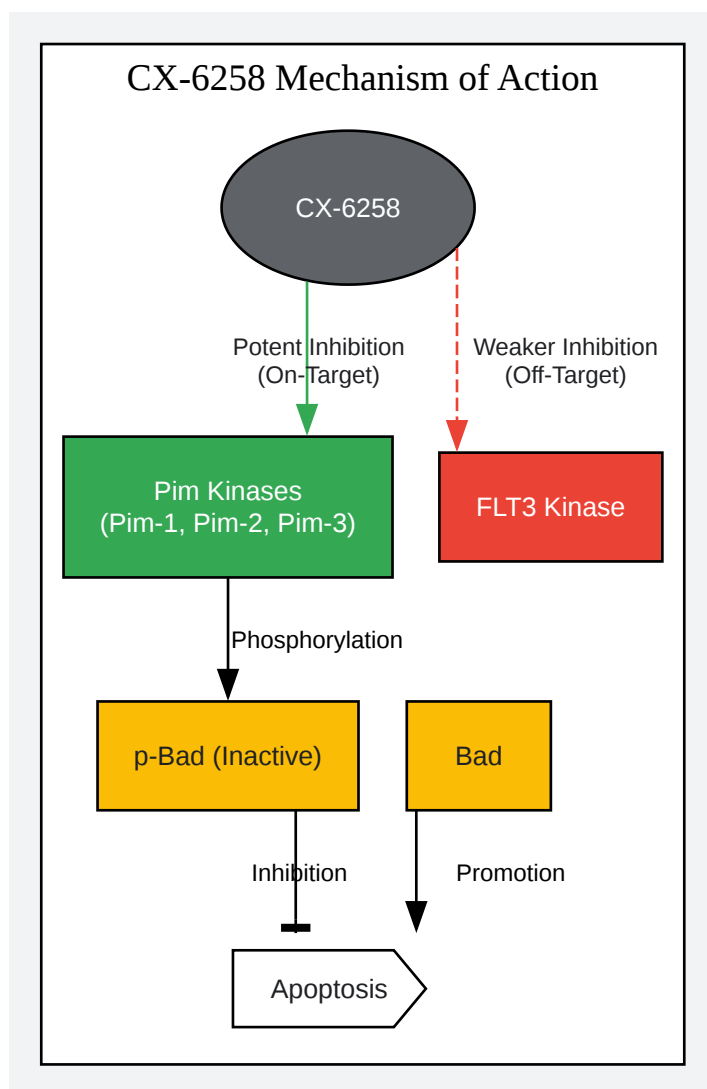 CX-6258 Mechanism of Action
CX-6258
Potent Inhibition
(On-Target)
Weaker Inhibition
(Off-Target)
Pim Kinases
(Pim-1, Pim-2, Pim-3)
FLT3 Kinase
Phosphorylation
p-Bad (Inactive)
Bad
Inhibition
Promotion
Apoptosis